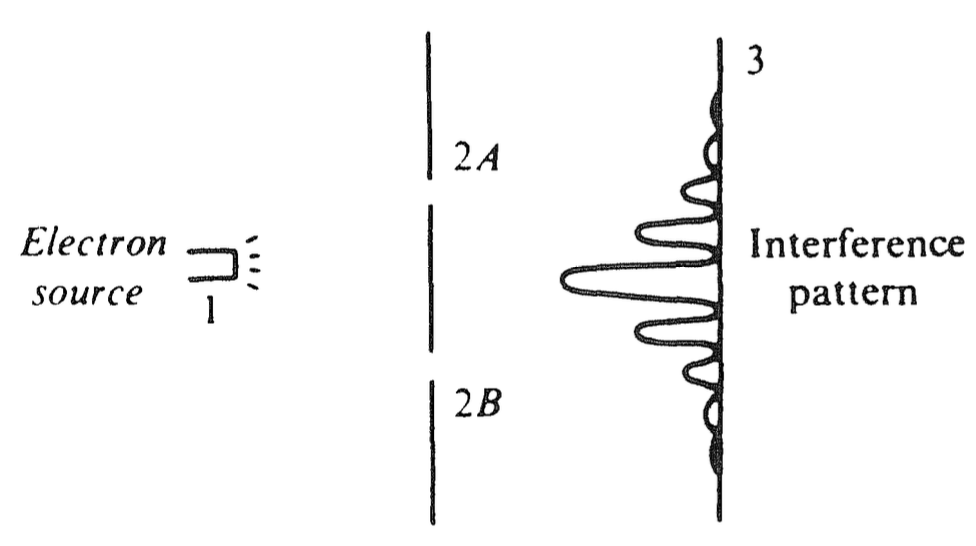 3
2A
Electron
source
1
Interference
pattern
2B